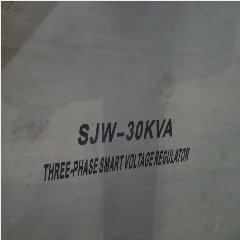 SJW-30KVA
THREE-PHASE SMART VOLTAGE REGULATOR